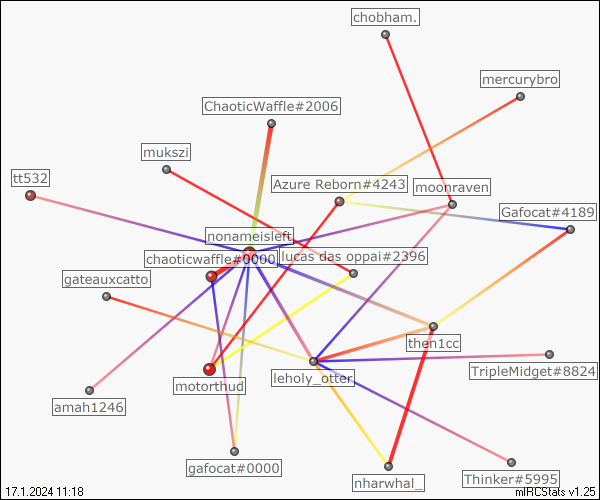 chobham.
mercurybro
ChaoticWaffle#2006
mukszi
tt532
Azure Reborn#4243
moonraven
Gafocat#4189
nonameisleft
chaoticwaffle#0000
lucas das oppai#2396
gateauxcatto
then1cc
TripleMidget#8824
leholy_otter
motorthud
amah1246
gafocat#0000
nharwhal_
Thinker#5995
17.1.2024 11:18
mIRCStats v1.25